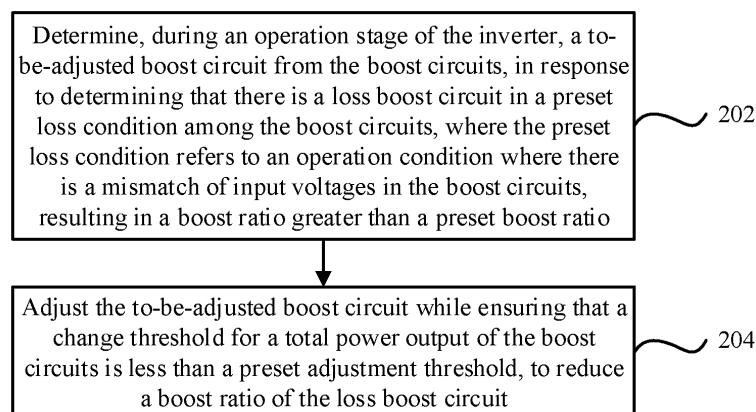 Determine, during an operation stage of the inverter, a to-
be-adjusted boost circuit from the boost circuits, in response
to determining that there is a loss boost circuit in a preset
loss condition among the boost circuits, where the preset
loss condition refers to an operation condition where there
is a mismatch of input voltages in the boost circuits,
resulting in a boost ratio greater than a preset boost ratio
202
Adjust the to-be-adjusted boost circuit while ensuring that a
change threshold for a total power output of the boost
circuits is less than a preset adjustment threshold, to reduce
a boost ratio of the loss boost circuit
204